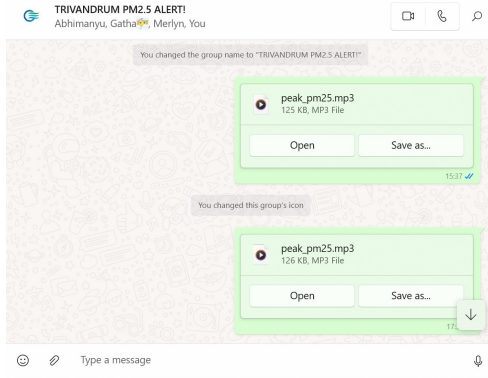 TRIVANDRUM PM2.5 ALERT!
Abhimanyu, Gatha, Merlyn, You
You changed the group name to "TRIVANDRUM PM2.5 ALERT!"
peak_pm25.mp3
125 KB, MP3 File
Open Save as...
15:37
You changed this group's icon
peak_pm25.mp3
126 KB, MP3 File
Open Save as...
Type a message